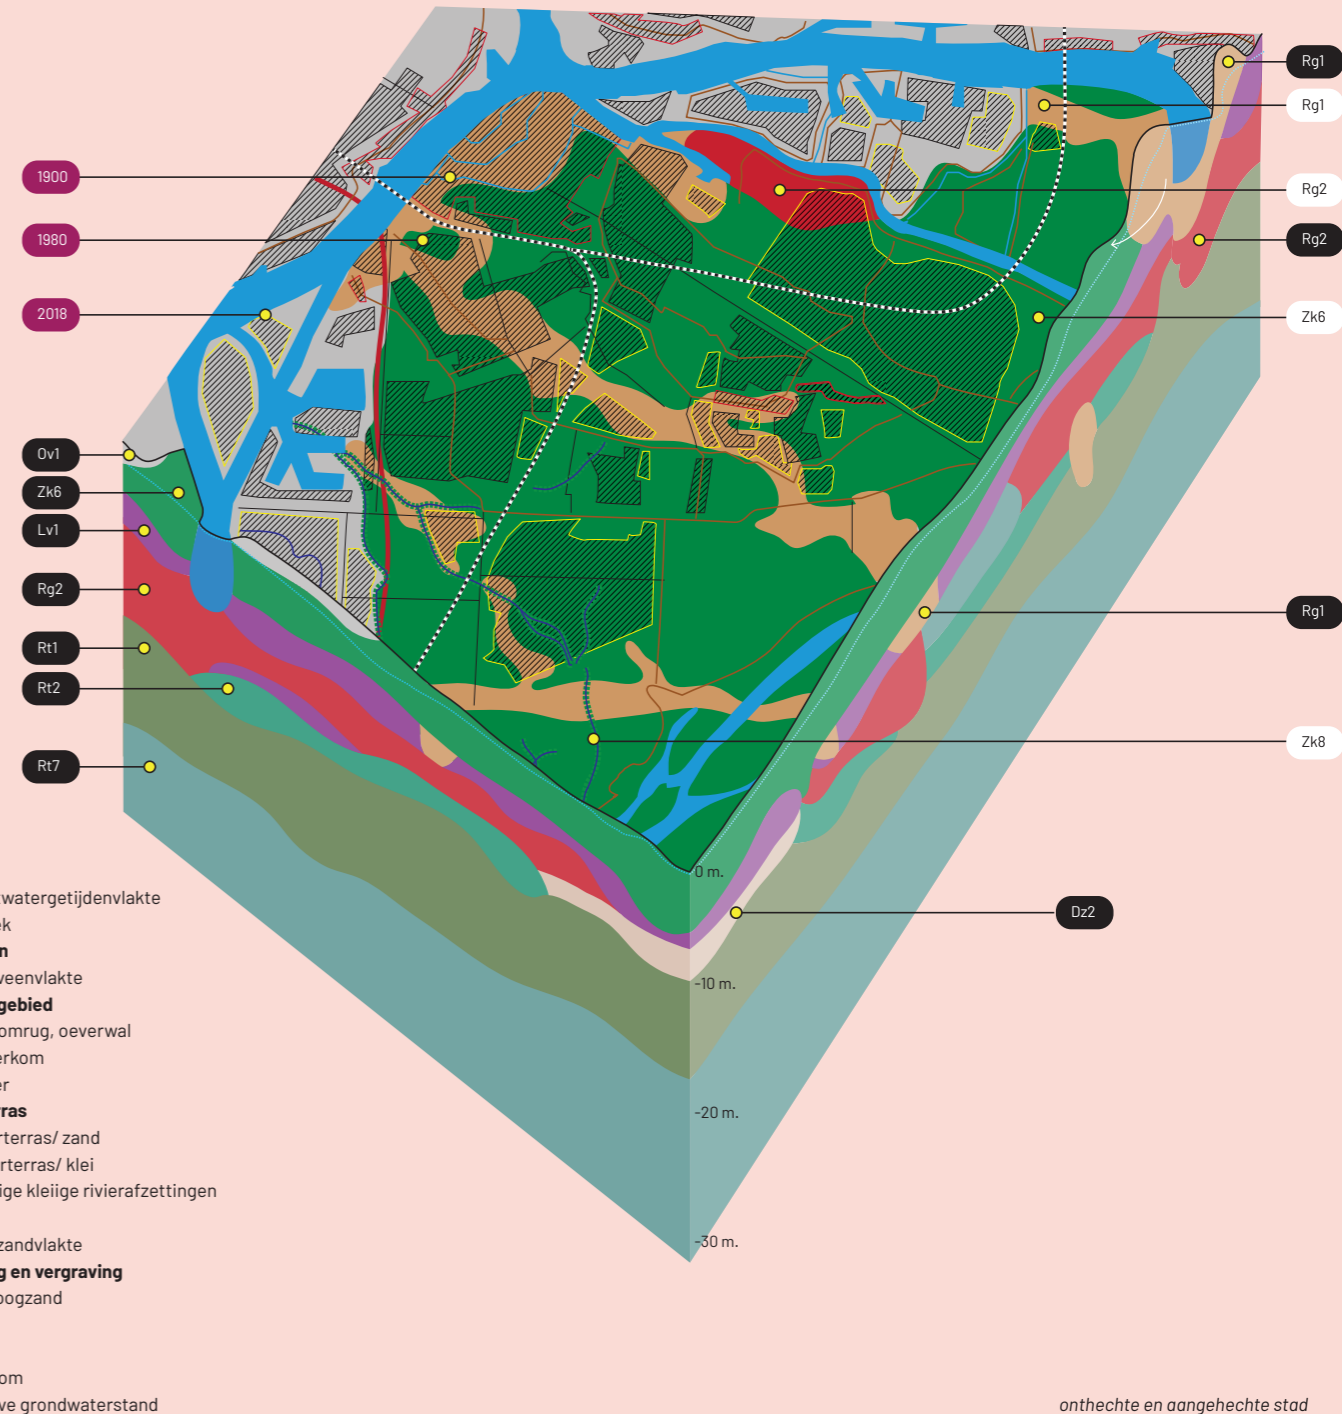 Rg1
Rg1
1900
Rg2
1980
Rg2
2018
Zk6
Ov1
Zk6
Lv1
Rg2
Rg1
Rt1
Rt2
Zk8
Rt7
0 m.
Dz2
-10 m.
-20 m.
-30 m.
twatergetijdenvlakte
ek
n
veenvlakte
gebied
omrug, oeverwal
erkom
er
ras
rterras/ zand
rterras/ klei
ige kleiige rivierafzettingen
zandvlakte
g en vergraving
oogzand
om
ve grondwaterstand
onthechte en aangehechte stad